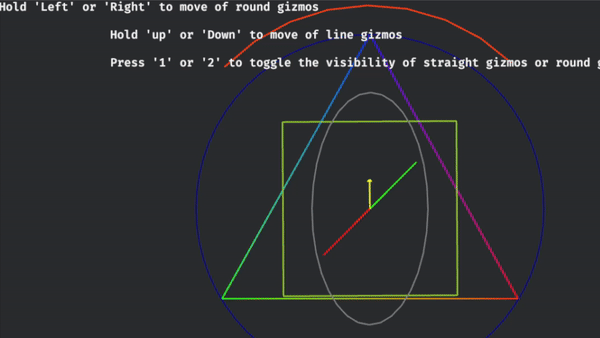 Hold 'Left' or 'Right' to move of round gizmos
Hold 'up' or 'Down' to move of line gizmos
Press '1' or '2' to toggle the visibility of straight gizmos or round